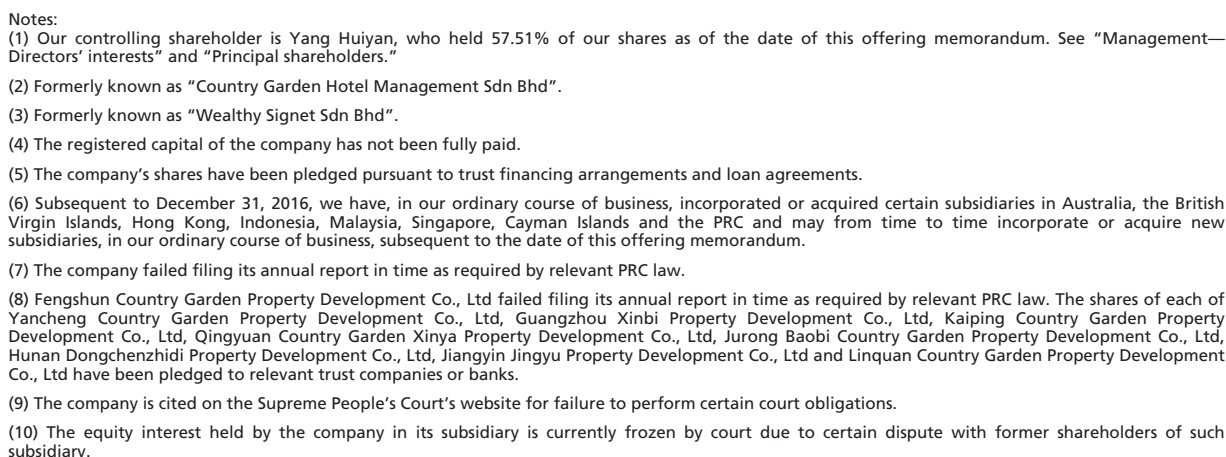 Notes:
(1) Our controlling shareholder is Yang Huiyan, who held 57.51% of our shares as of the date of this offering memorandum. See “Management—
Directors’ interests” and “Principal shareholders.”
(2) Formerly known as “Country Garden Hotel Management Sdn Bhd”.
(3) Formerly known as “Wealthy Signet Sdn Bhd”.
(4) The registered capital of the company has not been fully paid.
(5) The company’s shares have been pledged pursuant to trust financing arrangements and loan agreements.
(6) Subsequent to December 31, 2016, we have, in our ordinary course of business, incorporated or acquired certain subsidiaries in Australia, the British
Virgin Islands, Hong Kong, Indonesia, Malaysia, Singapore, Cayman Islands and the PRC and may from time to time incorporate or acquire new
subsidiaries, in our ordinary course of business, subsequent to the date of this offering memorandum.
(7) The company failed filing its annual report in time as required by relevant PRC law.
(8) Fengshun Country Garden Property Development Co., Ltd failed filing its annual report in time as required by relevant PRC law. The shares of each of
Yancheng Country Garden Property Development Co., Ltd, Guangzhou Xinbi Property Development Co., Ltd, Kaiping Country Garden Property
Development Co., Ltd, Qingyuan Country Garden Xinya Property Development Co., Ltd, Jurong Baobi Country Garden Property Development Co., Ltd,
Hunan Dongchenzhidi Property Development Co., Ltd, Jiangyin Jingyu Property Development Co., Ltd and Linquan Country Garden Property Development
Co., Ltd have been pledged to relevant trust companies or banks.
(9) The company is cited on the Supreme People’s Court’s website for failure to perform certain court obligations.
(10) The equity interest held by the company in its subsidiary is currently frozen by court due to certain dispute with former shareholders of such
subsidiary.